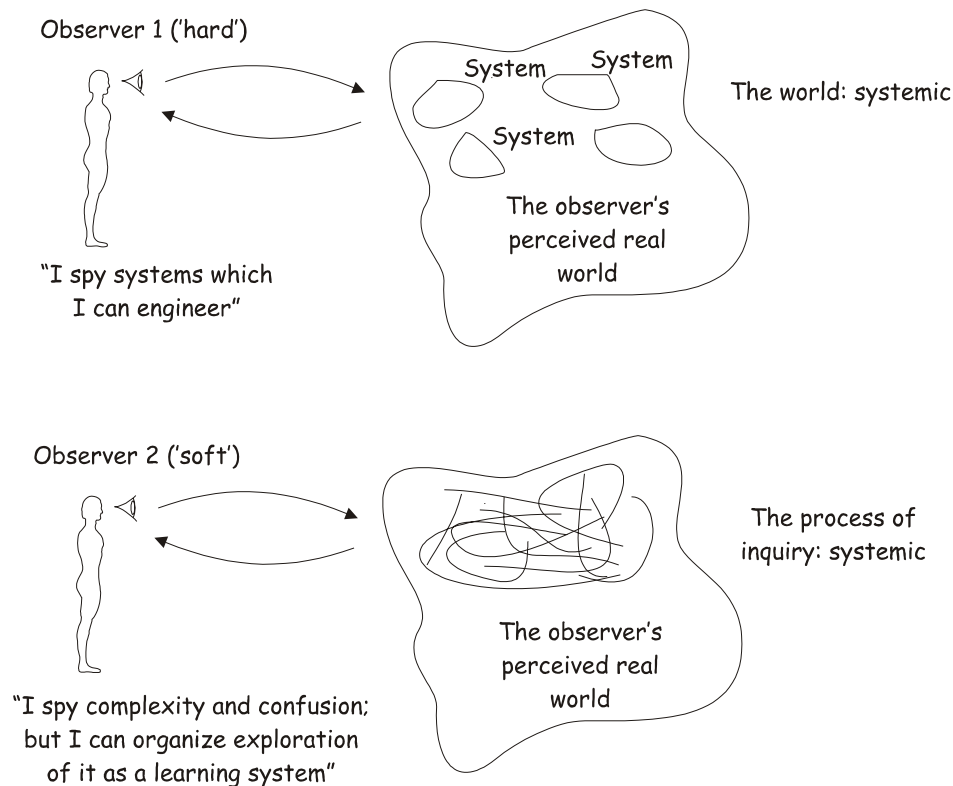 Observer 1 ('hard')
System
System
System
The world: systemic
The observer's
perceived real
world
“I spy systems which
I can engineer”
Observer 2 ('soft')
The process of
inquiry: systemic
The observer's
perceived real
world
“I spy complexity and confusion;
but I can organize exploration
of it as a learning system”